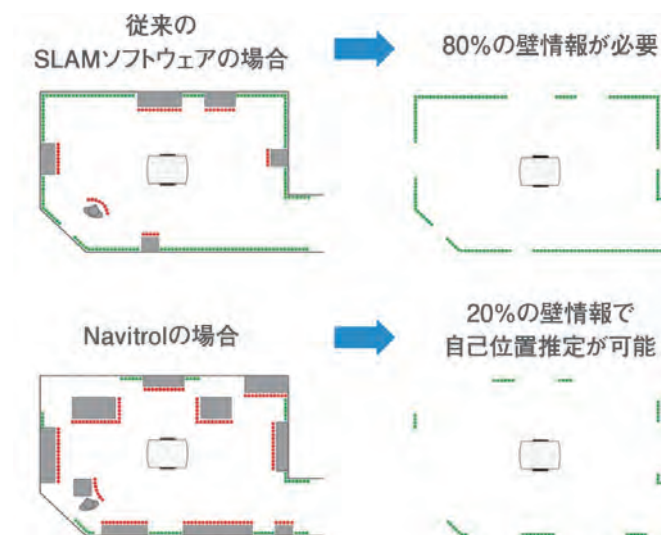 従来の
SLAMソフトウェアの場合
80%の壁情報が必要
Navitrolの場合
20%の壁情報で
自己位置推定が可能